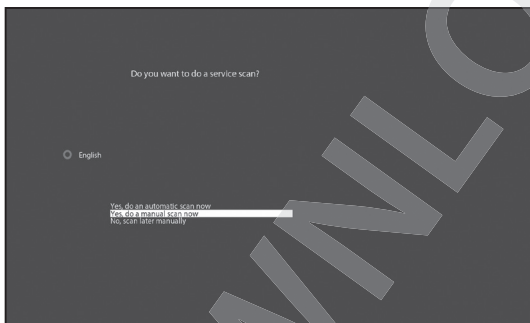 Do you want to do a service scan?
English
Yes, do an automatic scan now
Yes, do a manual scan now
No, scan later manually